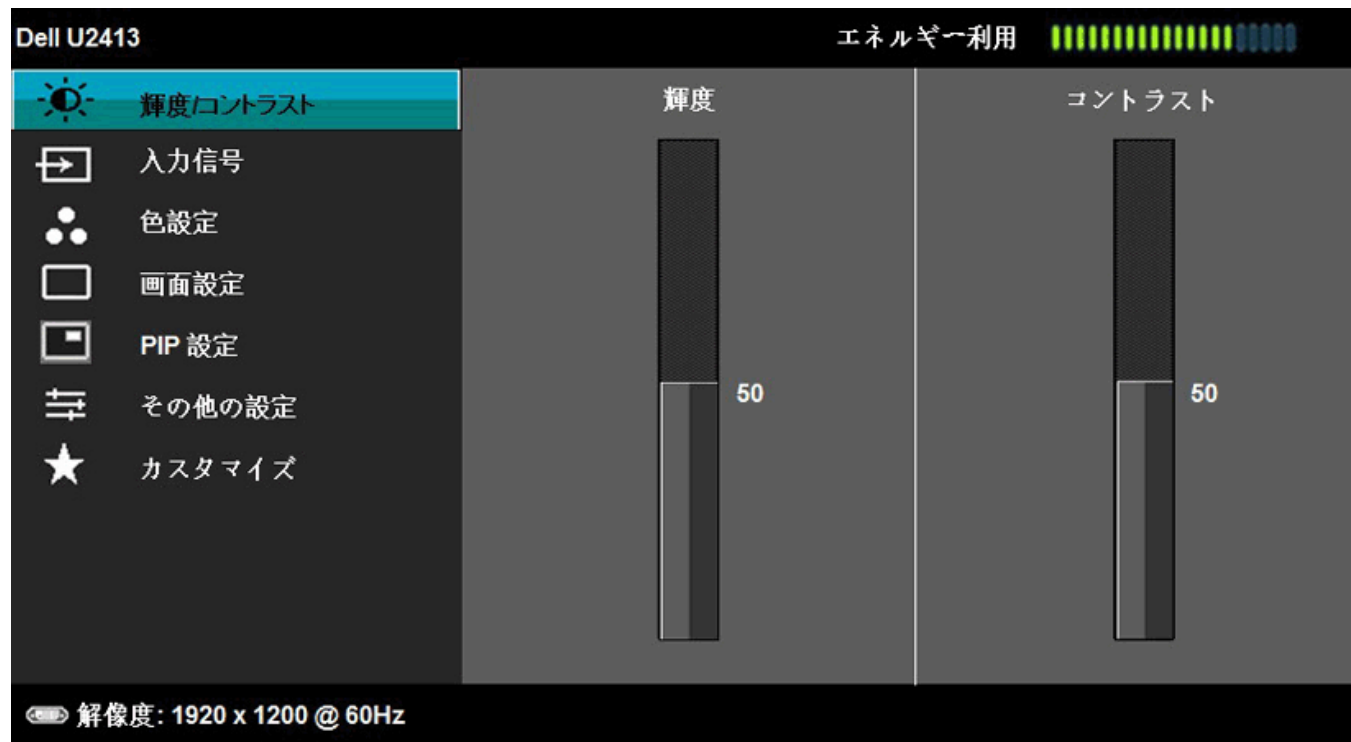 Dell U2413
エネルギー利用
輝度/コントラスト
入力信号
色設定
画面設定
PIP 設定
その他の設定
カスタマイズ
輝度
50
コントラスト
50
解像度: 1920 x 1200 @ 60Hz